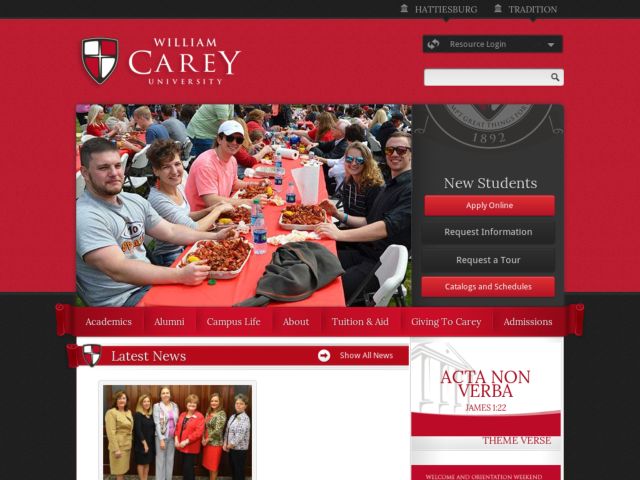 HATTIESBURG
TRADITION
WILLIAM
CAREY
UNIVERSITY
Resource Login
1892
New Students
Apply Online
Request Information
Request a Tour
Catalogs and Schedules
Academics
Alumni
Campus Life
About
Tuition & Aid
Giving To Carey
Admissions
Latest News
Show All News
ACTA NON
VERBA
JAMES 1:22
THEME VERSE
WELCOME AND ORIENTATION WEEKEND